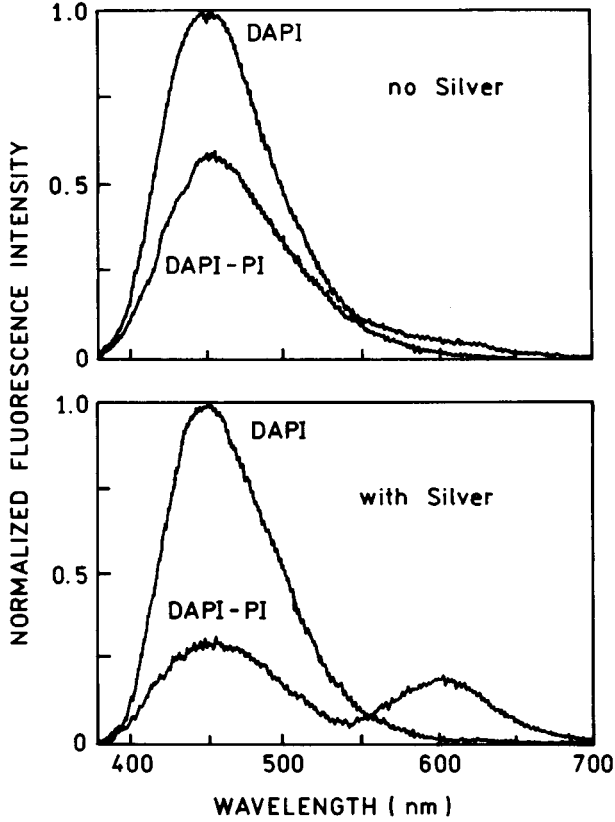 NORMALIZED FLUORESCENCE INTENSITY
1.0
0.5
0
DAPI
no Silver
DAPI-PI
1.0
0.5
0
DAPI
with Silver
DAPI-PI
400 500 600 700
WAVELENGTH (nm)